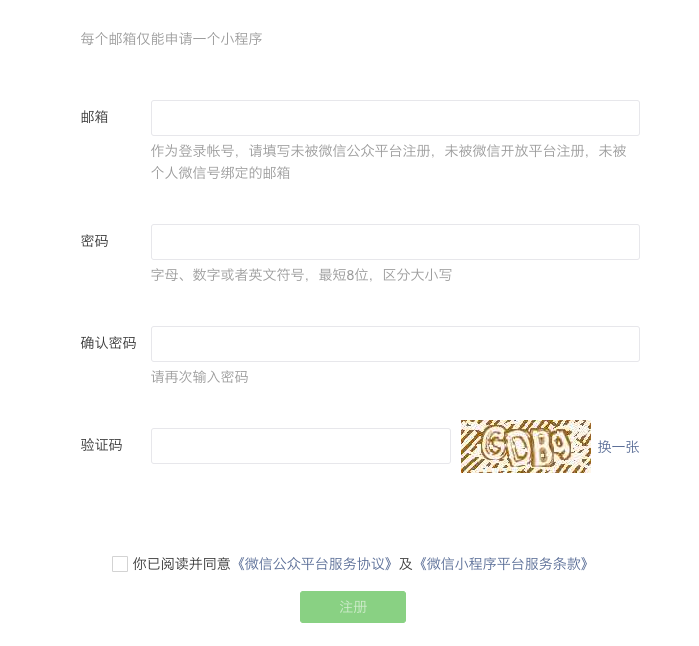 每个邮箱仅能申请一个小程序
邮箱
作为登录帐号，请填写未被微信公众平台注册，未被微信开放平台注册，未被
个人微信号绑定的邮箱
密码
字母、数字或者英文符号，最短8位，区分大小写
确认密码
请再次输入密码
验证码
换一张
你已阅读并同意《微信公众平台服务协议》及《微信小程序平台服务条款》
注册